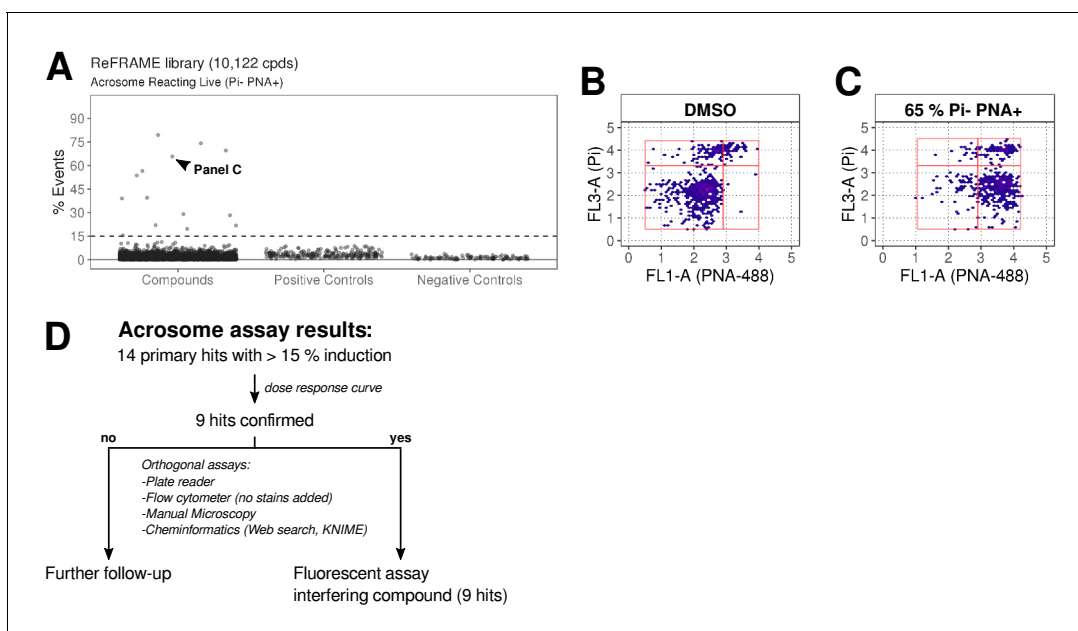 A
ReFRAME library (10,122 cpds)
Acrosome Reacting Live (Pi- PNA+)
% Events
90
75
60
45
30
15
0
Panel C
Compounds
Positive Controls
Negative Controls
B
DMSO
FL3-A (Pi)
5
4
3
2
1
0
0 1 2 3 4 5
FL1-A (PNA-488)
C
65 % Pi- PNA+
FL3-A (Pi)
5
4
3
2
1
0
0 1 2 3 4 5
FL1-A (PNA-488)
D
Acrosome assay results:
14 primary hits with > 15 % induction
dose response curve
9 hits confirmed
no
yes
Orthogonal assays:
-Plate reader
-Flow cytometer (no stains added)
-Manual Microscopy
-Cheminformatics (Web search, KNIME)
Further follow-up
Fluorescent assay
interfering compound (9 hits)